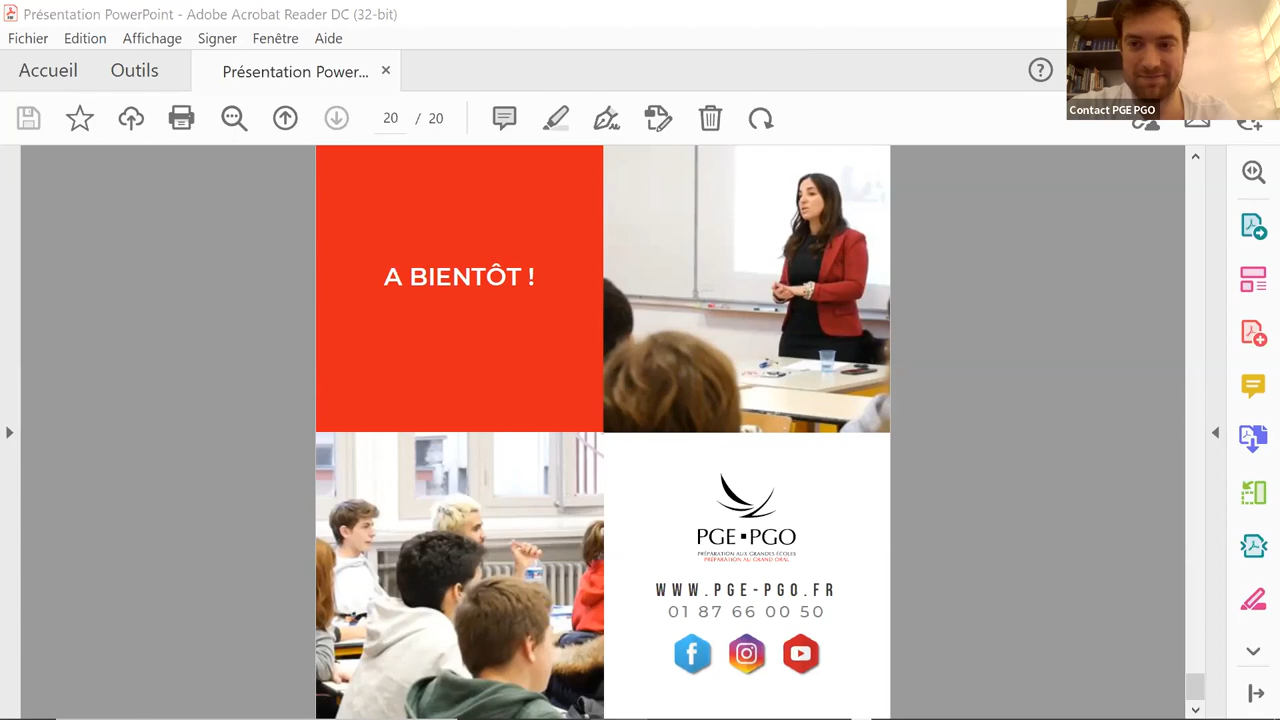 Présentation PowerPoint - Adobe Acrobat Reader DC (32-bit)
Fichier Edition Affichage Signer Fenêtre Aide
Accueil Outils Présentation Power... ×
20 / 20
Contact PGE PGO
A BIENTÔT !
PGE▪PGO
PRÉPARATION AUX GRANDES ÉCOLES
PRÉPARATION AU GRAND ORAL
WWW.PGE-PGO.FR
01 87 66 00 50